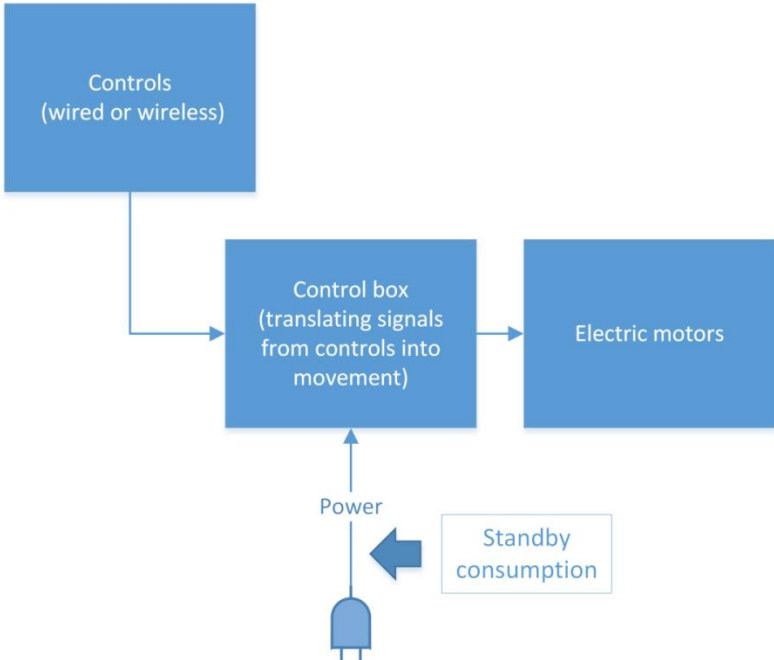 Controls
(wired or wireless)
Control box
(translating signals
from controls into
movement)
Electric motors
Power
Standby
consumption